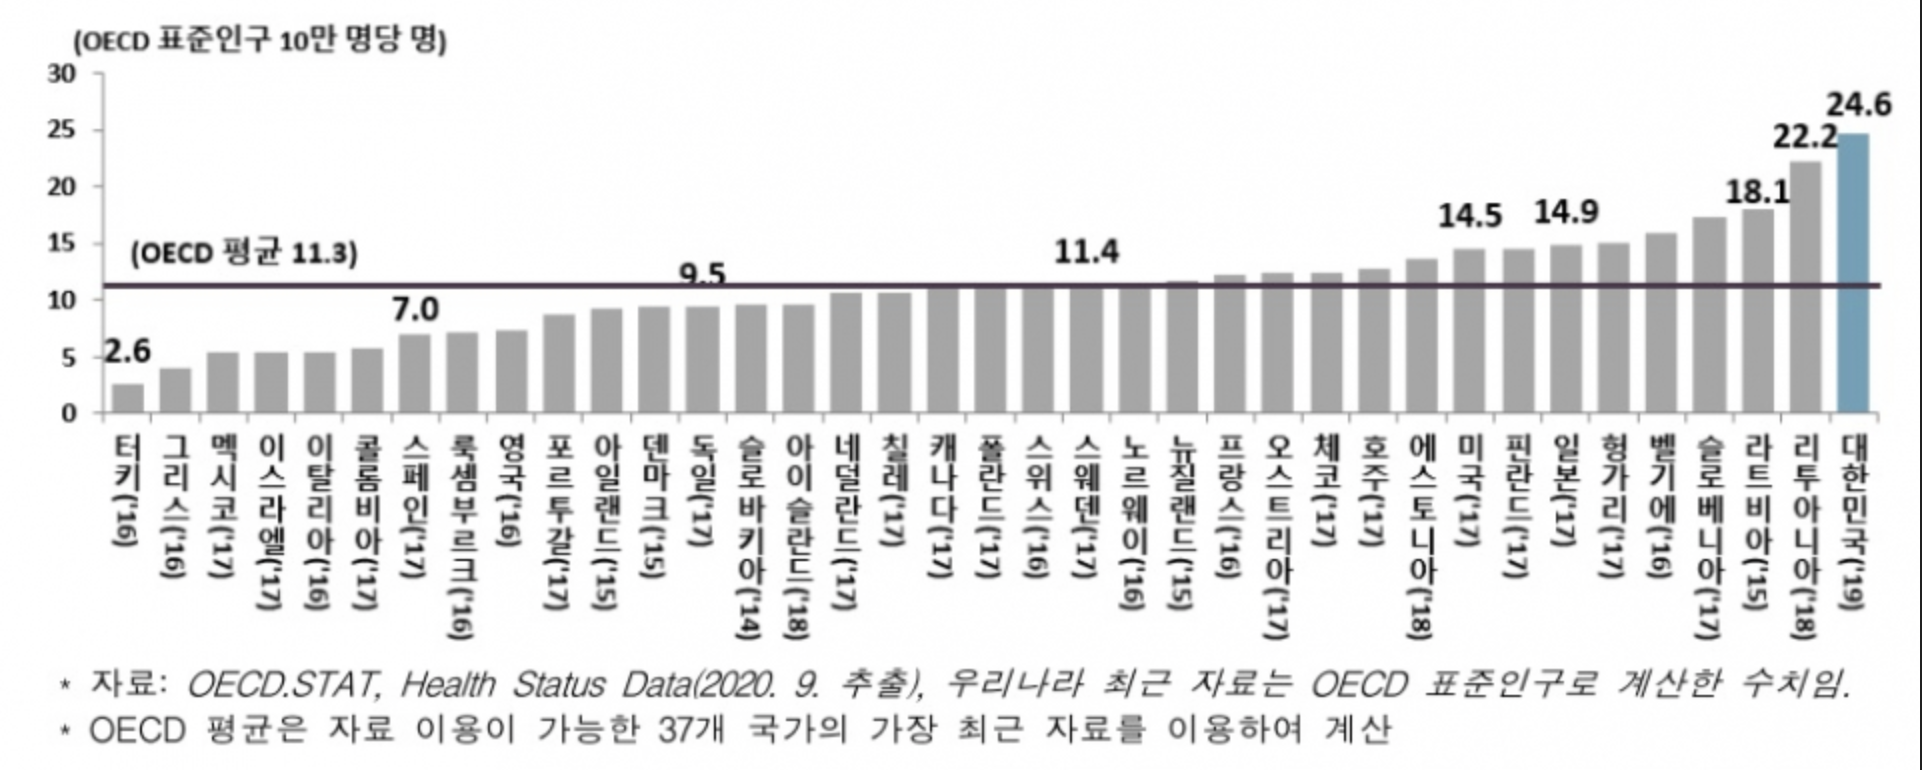 (OECD 표준인구 10만 명당 명)
30
25
20
15
10
5
0
(OECD 평균 11.3)
2.6
7.0
9.5
11.4
14.5
14.9
18.1
22.2
24.6
터키('16)
그리스('16)
멕시코('17)
이스라엘('17)
이탈리아('16)
콜롬비아('17)
스페인('17)
룩셈부르크('16)
영국('16)
포르투갈('17)
아일랜드('15)
덴마크('15)
독일('17)
슬로바키아('14)
아이슬란드('18)
네덜란드('17)
칠레('17)
캐나다('17)
폴란드('17)
스위스('16)
스웨덴('17)
노르웨이('16)
뉴질랜드('15)
프랑스('16)
오스트리아('17)
체코('17)
호주('17)
에스토니아('18)
미국('17)
핀란드('17)
일본('17)
헝가리('17)
벨기에('16)
슬로베니아('17)
라트비아('15)
리투아니아('18)
대한민국('19)
* 자료: OECD.STAT, Health Status Data(2020. 9. 추출), 우리나라 최근 자료는 OECD 표준인구로 계산한 수치임.
* OECD 평균은 자료 이용이 가능한 37개 국가의 가장 최근 자료를 이용하여 계산